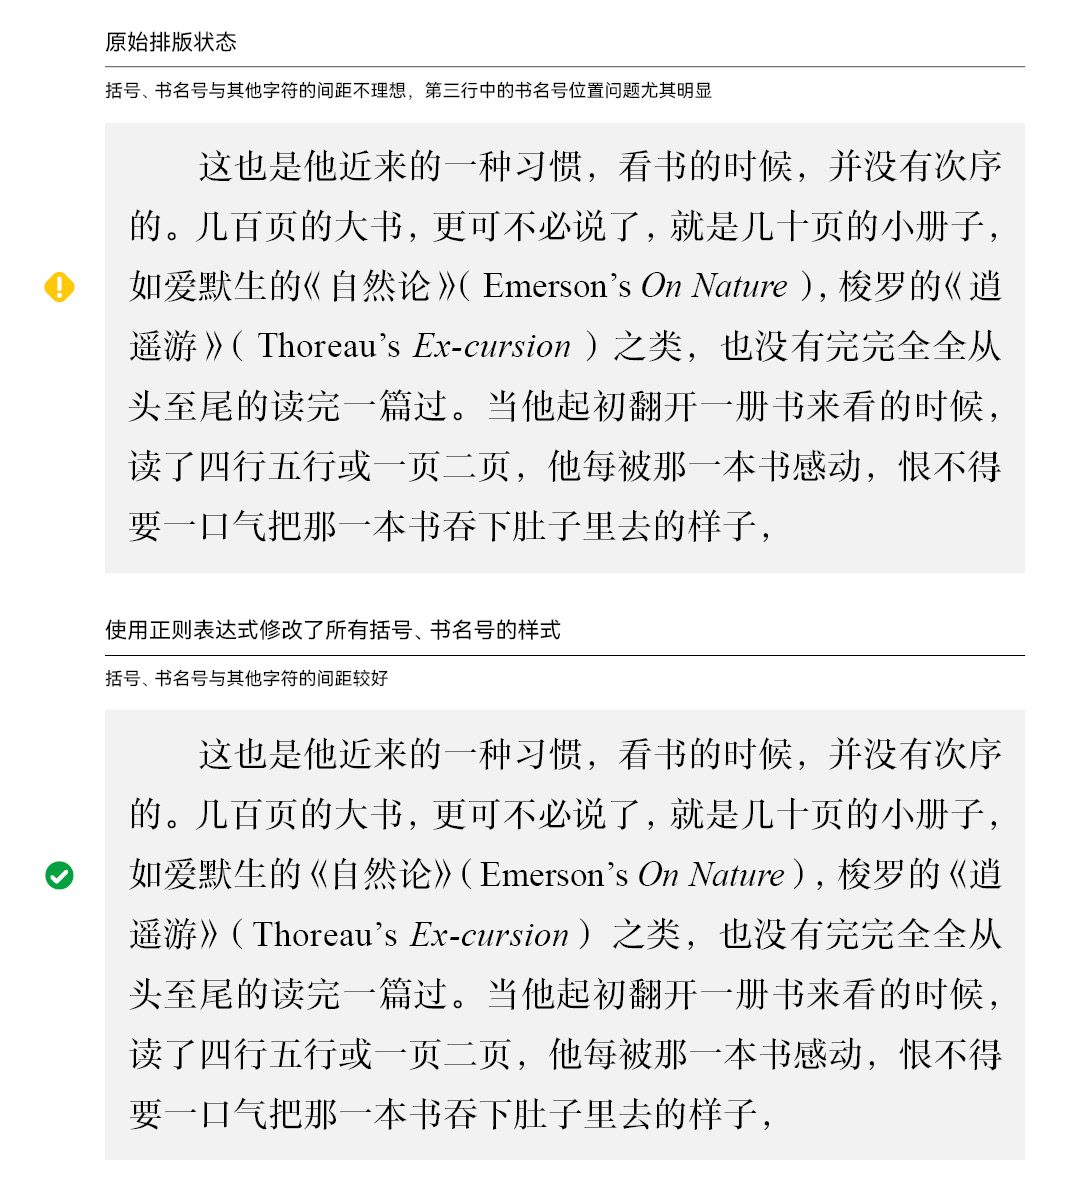 原始排版状态
括号、书名号与其他字符的间距不理想，第三行中的书名号位置问题尤其明显
这也是他近来的一种习惯，看书的时候，并没有次序
的。几百页的大书，更可不必说了，就是几十页的小册子，
如爱默生的《自然论》（Emerson’s On Nature），梭罗的《逍
遥游》（Thoreau’s Ex-cursion）之类，也没有完完全全从
头至尾的读完一篇过。当他起初翻开一册书来看的时候，
读了四行五行或一页二页，他每被那一本书感动，恨不得
要一口气把那一本书吞下肚子里去的样子，
使用正则表达式修改了所有括号、书名号的样式
括号、书名号与其他字符的间距较好
这也是他近来的一种习惯，看书的时候，并没有次序
的。几百页的大书，更可不必说了，就是几十页的小册子，
如爱默生的《自然论》（Emerson’s On Nature），梭罗的《逍
遥游》（Thoreau’s Ex-cursion）之类，也没有完完全全从
头至尾的读完一篇过。当他起初翻开一册书来看的时候，
读了四行五行或一页二页，他每被那一本书感动，恨不得
要一口气把那一本书吞下肚子里去的样子，